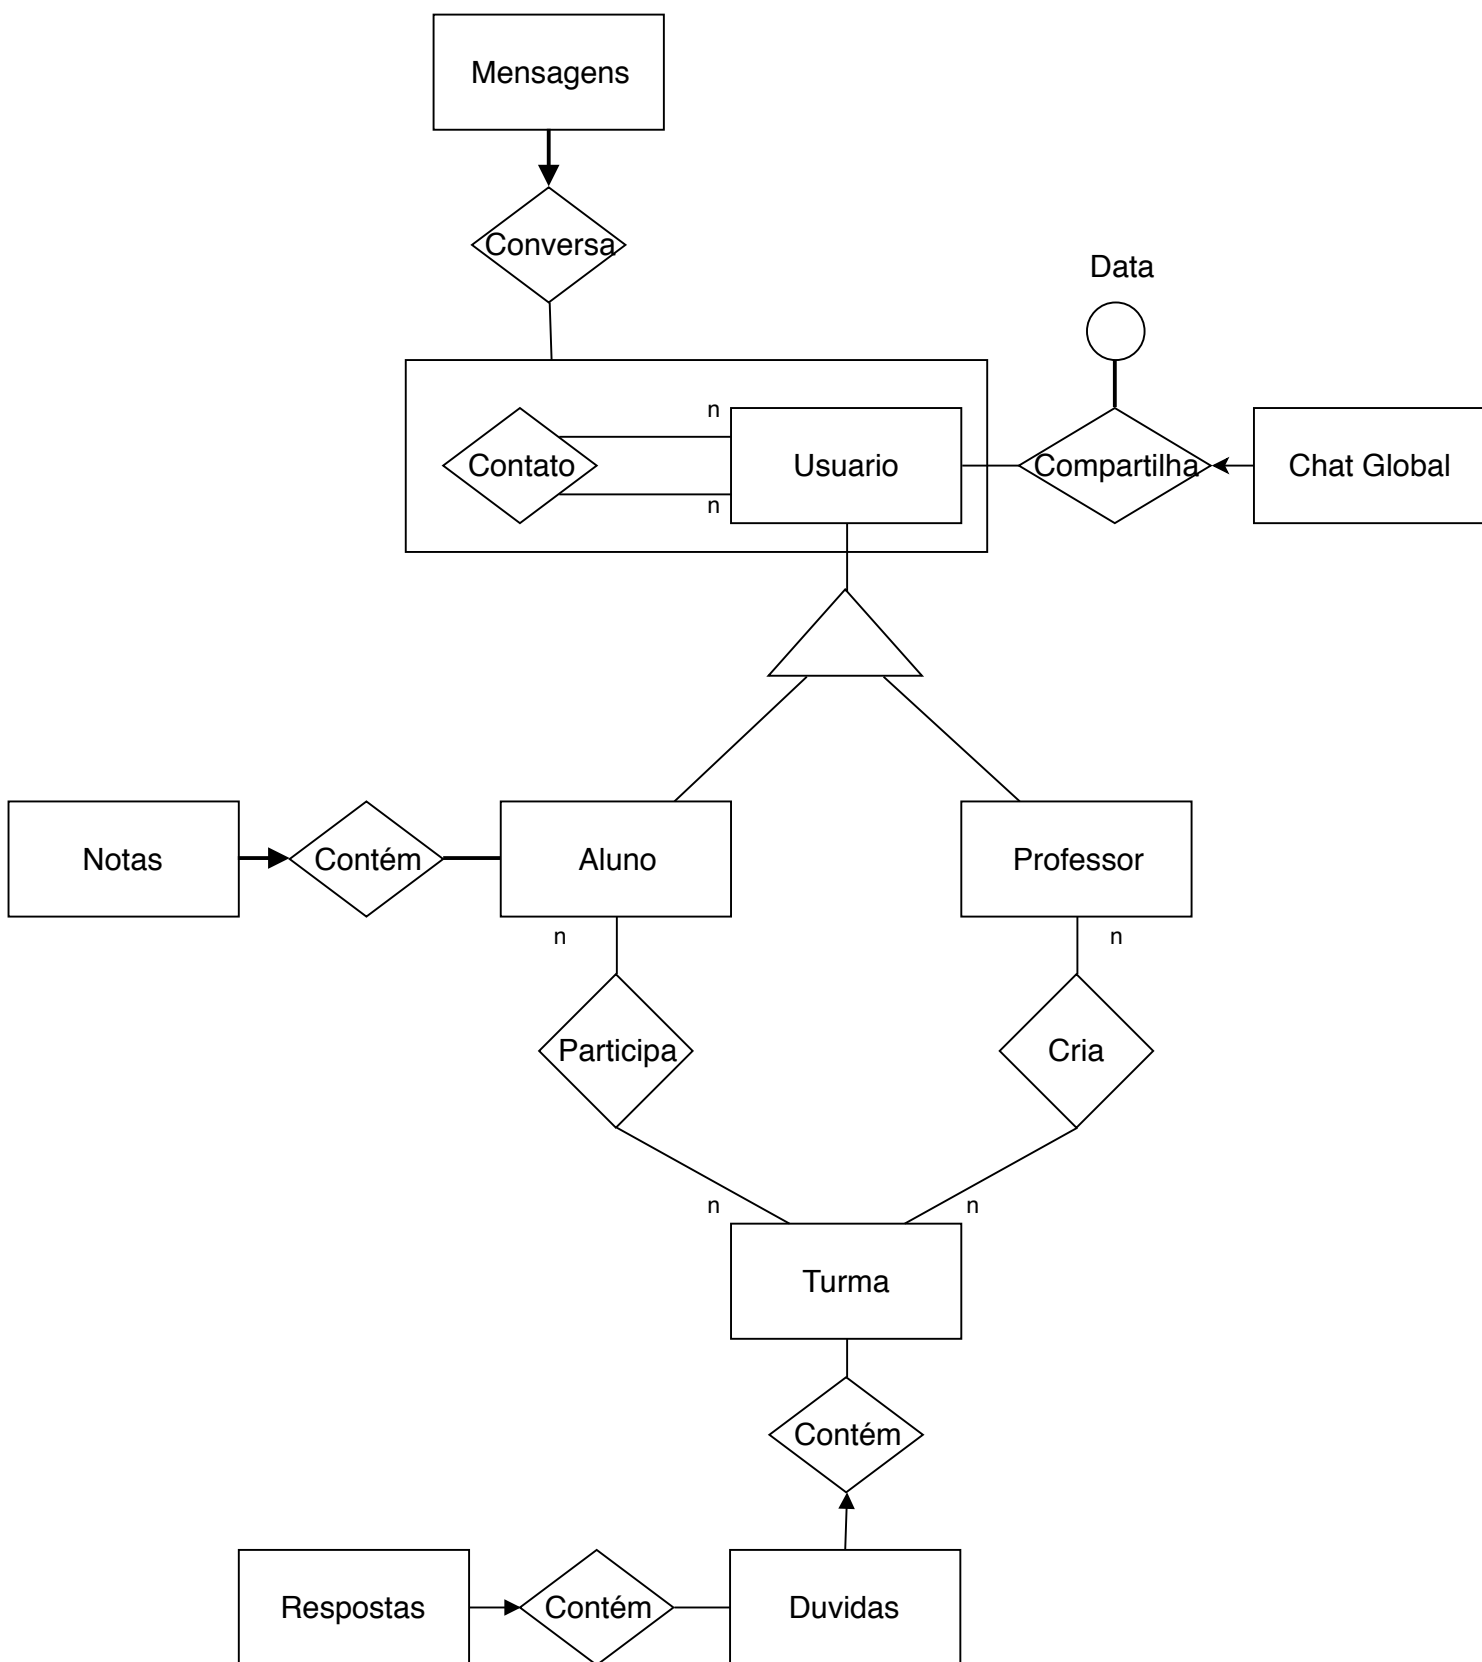 Mensagens
Conversa
Data
n
Contato
Usuario
Compartilha
Chat Global
n
Notas
Contém
Aluno
Professor
n
n
Participa
Cria
n
n
Turma
Contém
Respostas
Contém
Duvidas